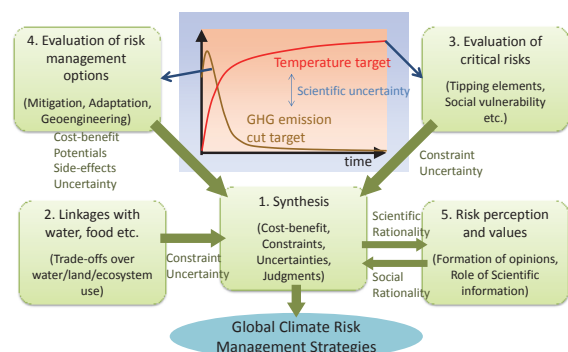 4. Evaluation of risk
management
options
(Mitigation, Adaptation,
Geoengineering)
Cost-benefit
Potentials
Side-effects
Uncertainty
Temperature target
Scientific uncertainty
GHG emission
cut target
time
3. Evaluation of
critical risks
(Tipping elements,
Social vulnerability
etc.)
Constraint
Uncertainty
2. Linkages with
water, food etc.
(Trade-offs over
water/land/ecosystem
use)
Constraint
Uncertainty
1. Synthesis
(Cost-benefit,
Constraints,
Uncertainties,
Judgments)
Scientific
Rationality
Social
Rationality
5. Risk perception
and values
(Formation of opinions,
Role of Scientific
information)
Global Climate Risk
Management Strategies